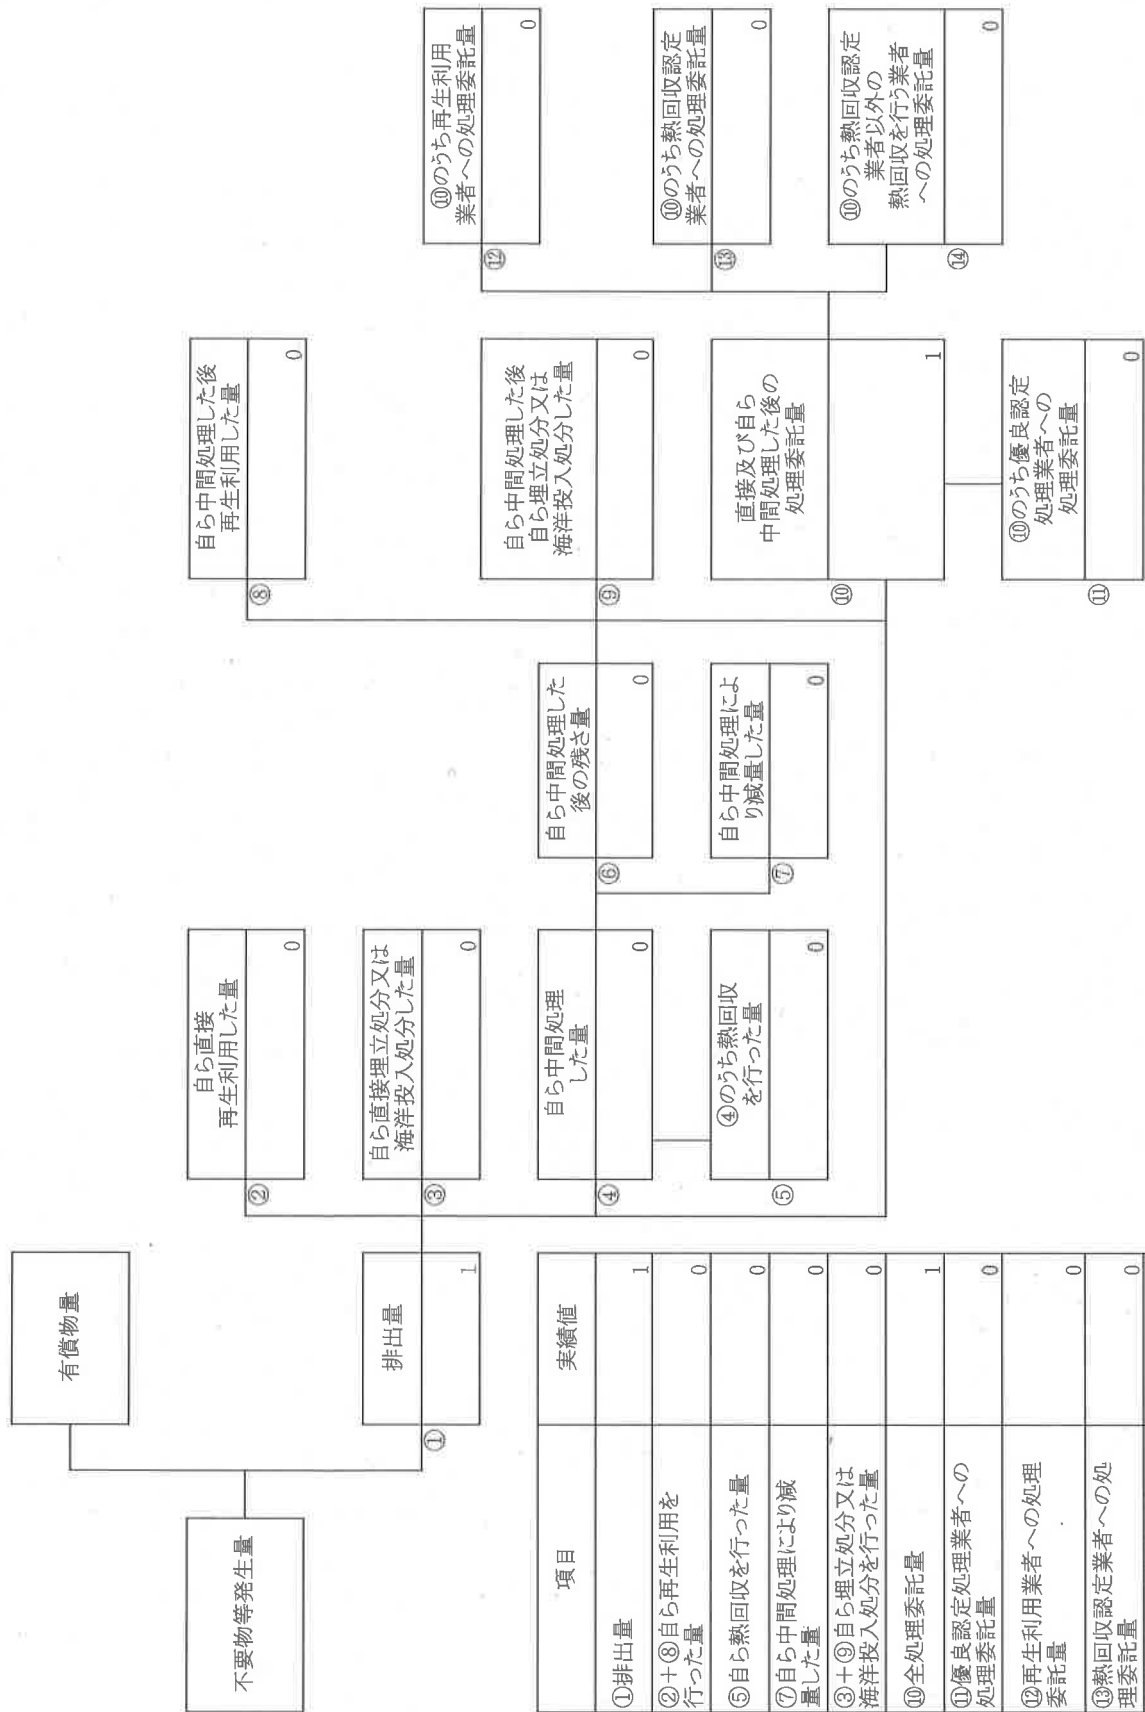 不要物等発生量
有償物量
①
排出量
1
②
自ら直接
再生利用した量
0
③
自ら直接埋立処分又は
海洋投入処分した量
0
④
自ら中間処理
した量
0
⑤
④のうち熱回収
を行った量
0
⑥
自ら中間処理した
後の残さ量
0
⑦
自ら中間処理によ
り減量した量
0
⑧
自ら中間処理した後
再生利用した量
0
⑨
自ら中間処理した後
自ら埋立処分又は
海洋投入処分した量
0
⑩
直接及び自ら
中間処理した後の
処理委託量
1
⑪
⑩のうち優良認定
処理業者への
処理委託量
0
⑫
⑩のうち再生利用
業者への処理委託量
0
⑬
⑩のうち熱回収認定
業者への処理委託量
0
⑭
⑩のうち熱回収認定
業者以外の
熱回収を行う業者
への処理委託量
0
項目 実績値
①排出量 1
②+⑧自ら再生利用を
行った量 0
⑤自ら熱回収を行った量 0
⑦自ら中間処理により減
量した量 0
③+⑨自ら埋立処分又は
海洋投入処分を行った量 0
⑩全処理委託量 1
⑪優良認定処理業者への
処理委託量 0
⑫再生利用業者への処理
委託量 0
⑬熱回収認定業者への処
理委託量 0